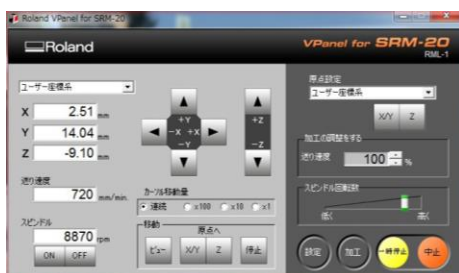 Roland VPanel for SRM-20
Roland
VPanel for SRM-20
RML-1
ユーザー座標系
X 2.51 mm
Y 14.04 mm
Z -9.10 mm
送り速度
720 mm/min
スピンドル
8870 rpm
ON OFF
+Y
-X +X
-Y
+Z
-Z
カーソル移動量
連続 x100 x10 x1
移動
原点へ
ビュー X/Y Z 停止
原点設定
ユーザー座標系
X/Y Z
加工の調整をする
送り速度 100 %
スピンドル回転数
低く 高く
設定 加工 一時停止 中止